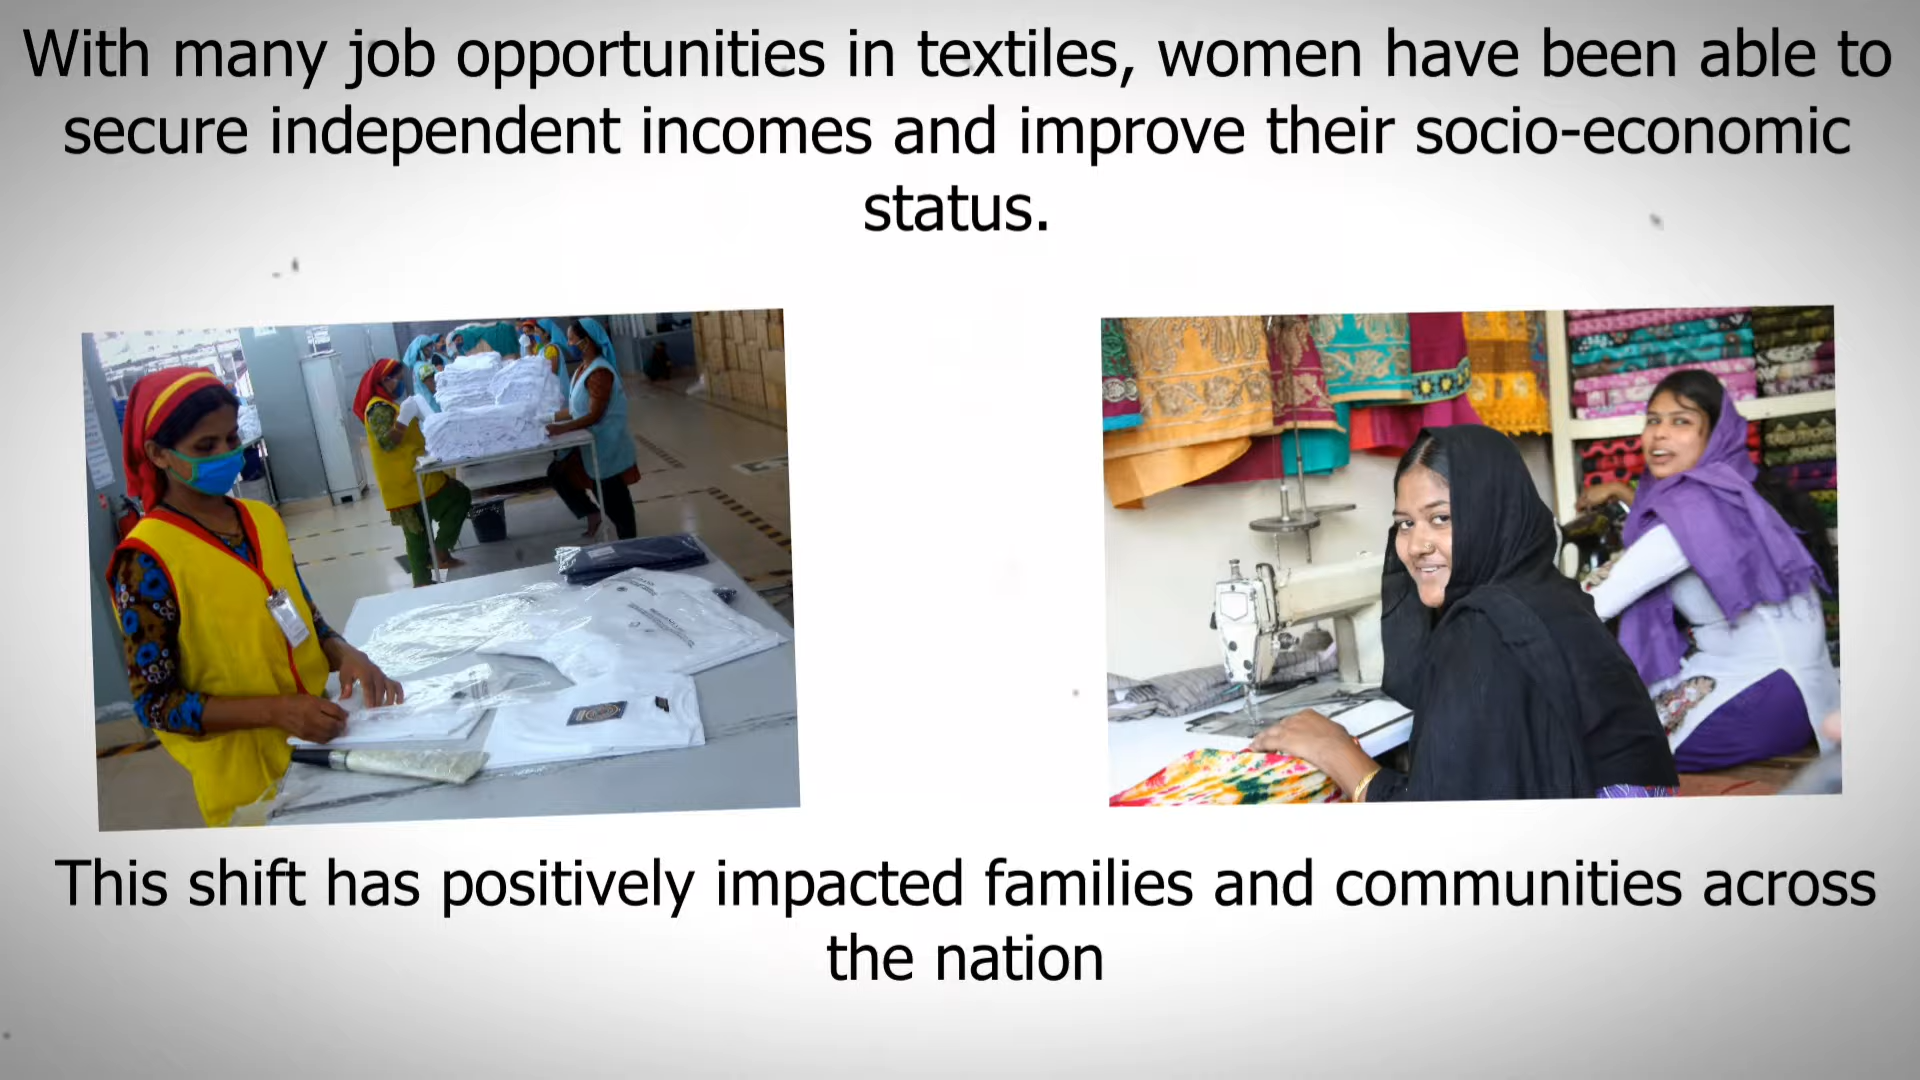 With many job opportunities in textiles, women have been able to
secure independent incomes and improve their socio-economic
status.
This shift has positively impacted families and communities across
the nation